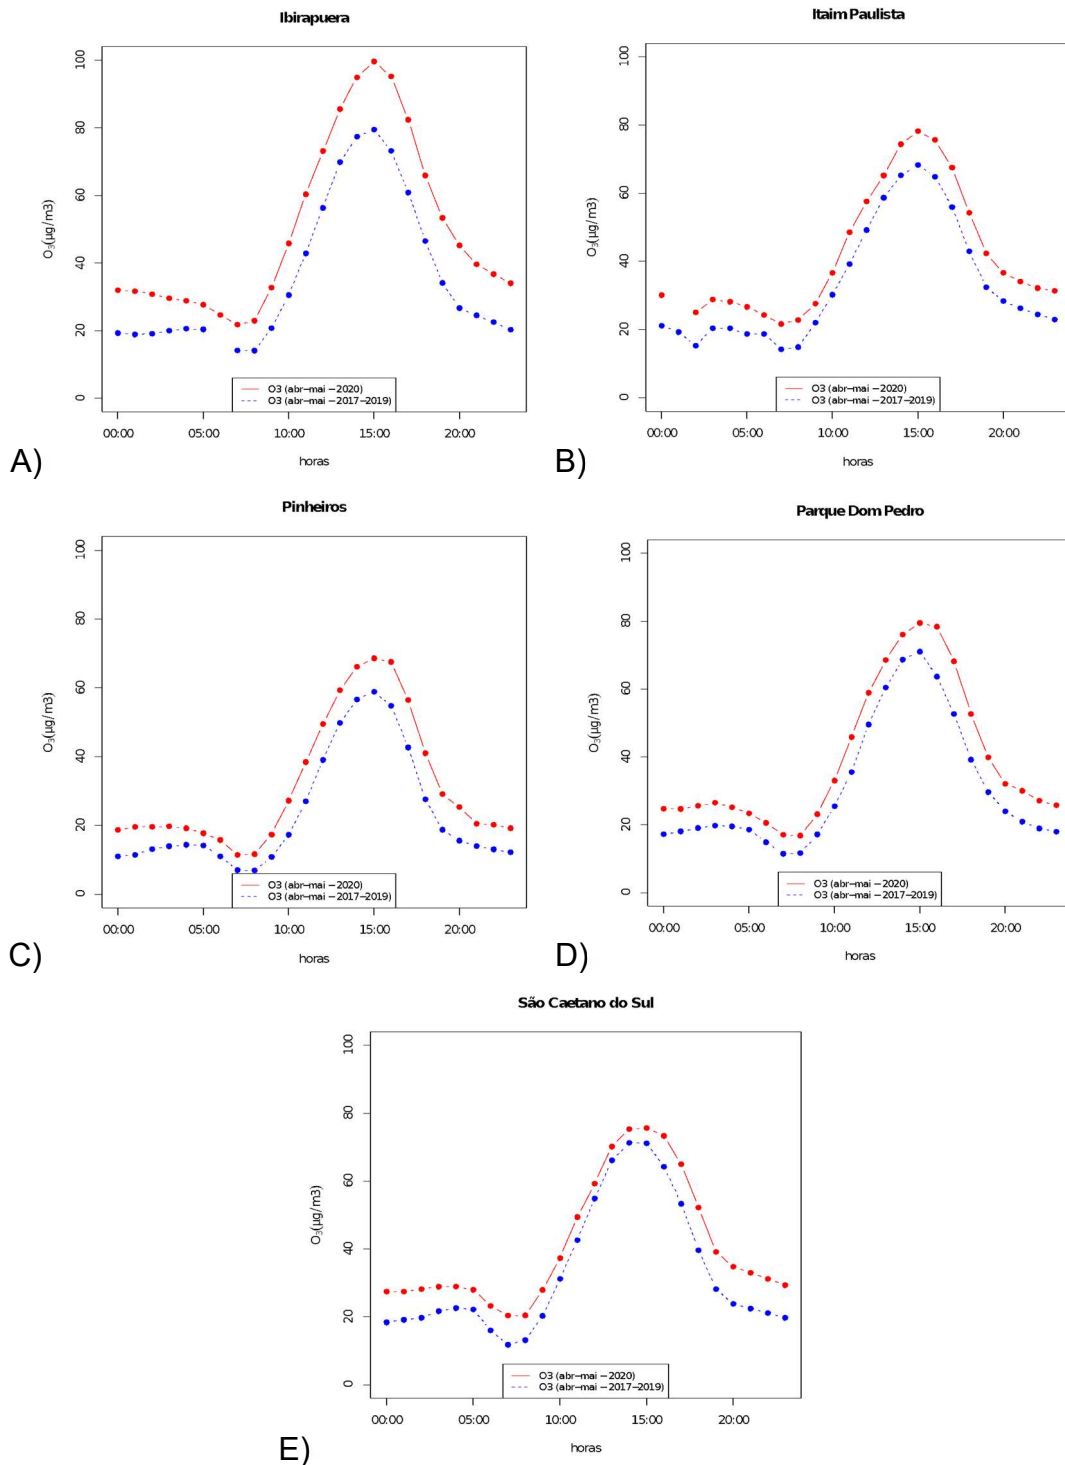 Ibirapuera
O₃(µg/m3)
100
80
60
40
20
0
O3 (abr-mai-2020)
O3 (abr-mai-2017-2019)
00:00 05:00 10:00 15:00 20:00
horas
A)
Itaim Paulista
O₃(µg/m3)
100
80
60
40
20
0
O3 (abr-mai-2020)
O3 (abr-mai-2017-2019)
00:00 05:00 10:00 15:00 20:00
horas
B)
Pinheiros
O₃(µg/m3)
100
80
60
40
20
0
O3 (abr-mai-2020)
O3 (abr-mai-2017-2019)
00:00 05:00 10:00 15:00 20:00
horas
C)
Parque Dom Pedro
O₃(µg/m3)
100
80
60
40
20
0
O3 (abr-mai-2020)
O3 (abr-mai-2017-2019)
00:00 05:00 10:00 15:00 20:00
horas
D)
São Caetano do Sul
O₃(µg/m3)
100
80
60
40
20
0
O3 (abr-mai-2020)
O3 (abr-mai-2017-2019)
00:00 05:00 10:00 15:00 20:00
horas
E)